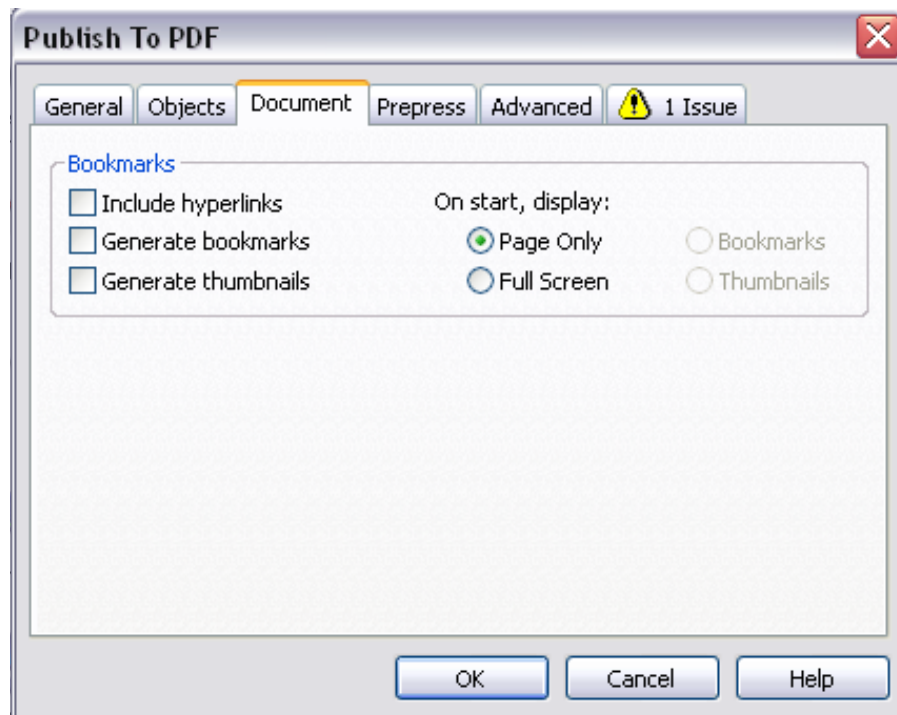 Publish To PDF
General Objects Document Prepress Advanced 1 Issue
Bookmarks
Include hyperlinks On start, display:
Generate bookmarks Page Only Bookmarks
Generate thumbnails Full Screen Thumbnails
OK Cancel Help